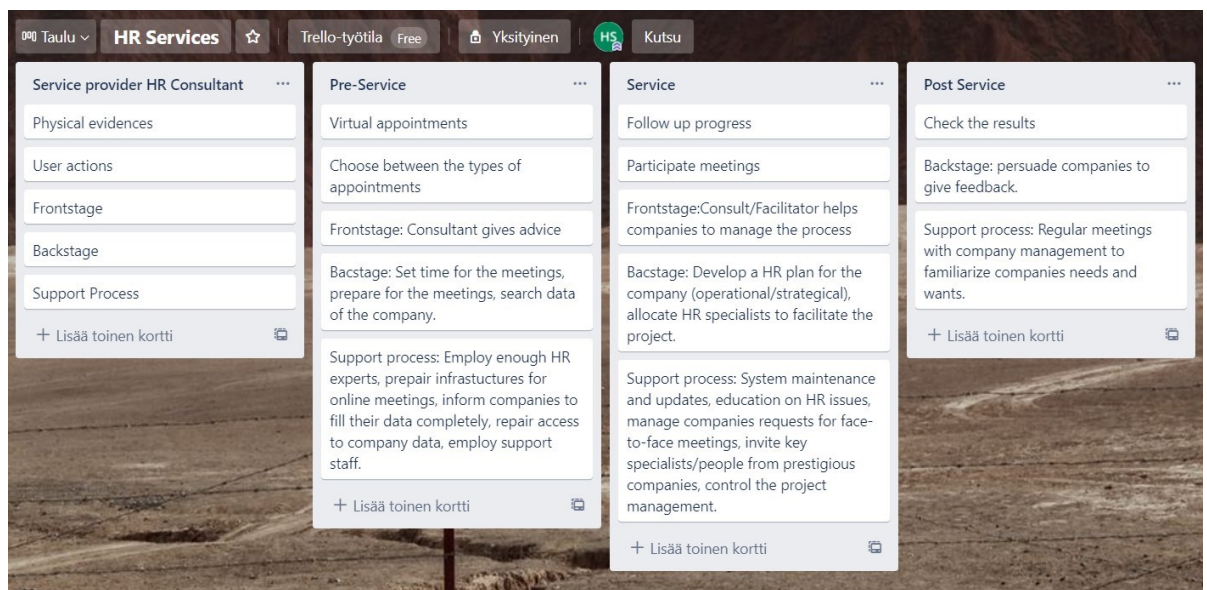 Taulu
HR Services
Trello-työtila Free
Yksityinen
HS
Kutsu
Service provider HR Consultant
Physical evidences
User actions
Frontstage
Backstage
Support Process
+ Lisää toinen kortti
Pre-Service
Virtual appointments
Choose between the types of
appointments
Frontstage: Consultant gives advice
Bacstage: Set time for the meetings,
prepare for the meetings, search data
of the company.
Support process: Employ enough HR
experts, prepair infrastuctures for
online meetings, inform companies to
fill their data completely, repair access
to company data, employ support
staff.
+ Lisää toinen kortti
Service
Follow up progress
Participate meetings
Frontstage:Consult/Facilitator helps
companies to manage the process
Bacstage: Develop a HR plan for the
company (operational/strategical),
allocate HR specialists to facilitate the
project.
Support process: System maintenance
and updates, education on HR issues,
manage companies requests for face-
to-face meetings, invite key
specialists/people from prestigious
companies, control the project
management.
+ Lisää toinen kortti
Post Service
Check the results
Backstage: persuade companies to
give feedback.
Support process: Regular meetings
with company management to
familiarize companies needs and
wants.
+ Lisää toinen kortti